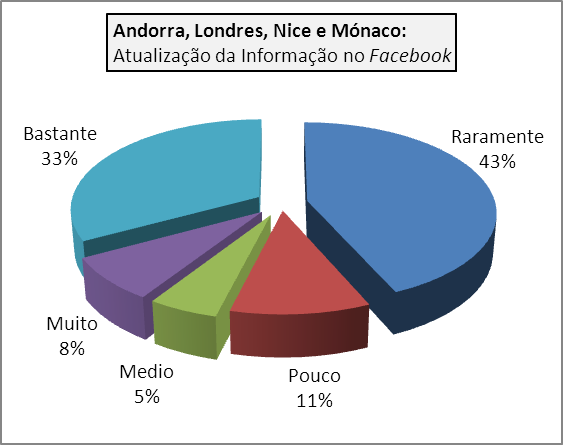 Andorra, Londres, Nice e Mónaco:
Atualização da Informação no Facebook
Bastante
33%
Raramente
43%
Muito
8%
Medio
5%
Pouco
11%